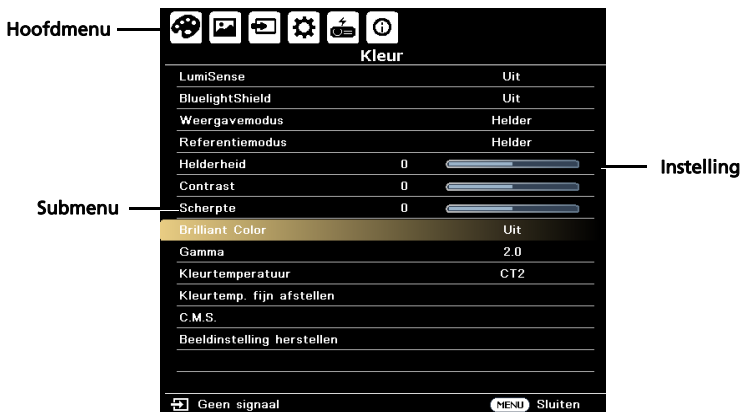 Hoofdmenu
Kleur
LumiSense Uit
BluelightShield Uit
Weergavemodus Helder
Referentiemodus Helder
Helderheid 0
Instelling
Contrast 0
Submenu
Scherpte 0
Brilliant Color Uit
Gamma 2.0
Kleurtemperatuur CT2
Kleurtemp. fijn afstellen
C.M.S.
Beeldinstelling herstellen
Geen signaal MENU Sluiten